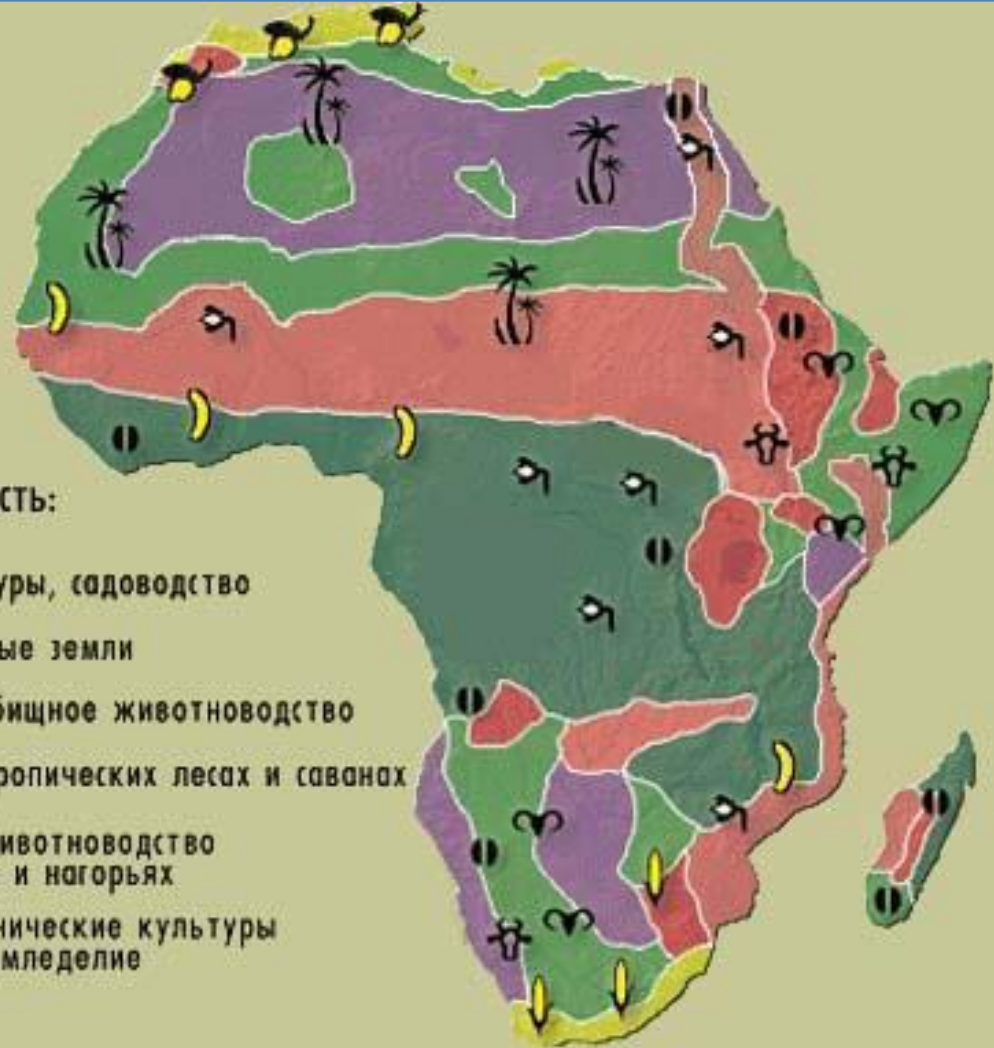 СТЬ:
уры, садоводство
ые земли
бищное животноводство
ропических лесах и саванах
ивотноводство
и нагорьях
нические культуры
мледелие